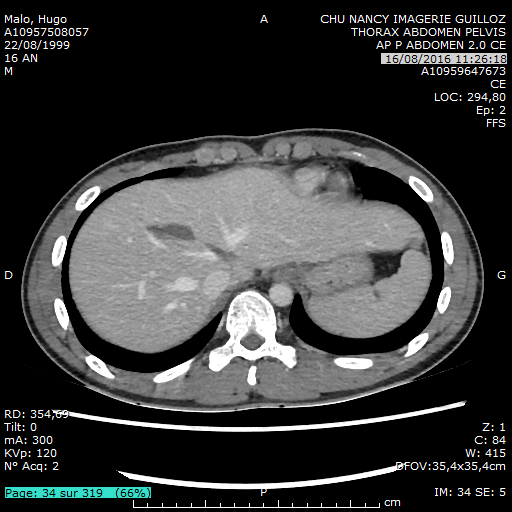 Malo, Hugo
A10957508057
22/08/1999
16 AN
M
A
CHU NANCY IMAGERIE GUILLOZ
THORAX ABDOMEN PELVIS
AP P ABDOMEN 2.0 CE
16/08/2016 11:26:18
A10959647673
CE
LOC: 294,80
Ep: 2
FFS
D
G
RD: 354,69
Tilt: 0
mA: 300
KVp: 120
N° Acq: 2
Page: 34 sur 319 (66%)
P
cm
Z: 1
C: 84
W: 415
DFOV:35,4x35,4cm
IM: 34 SE: 5